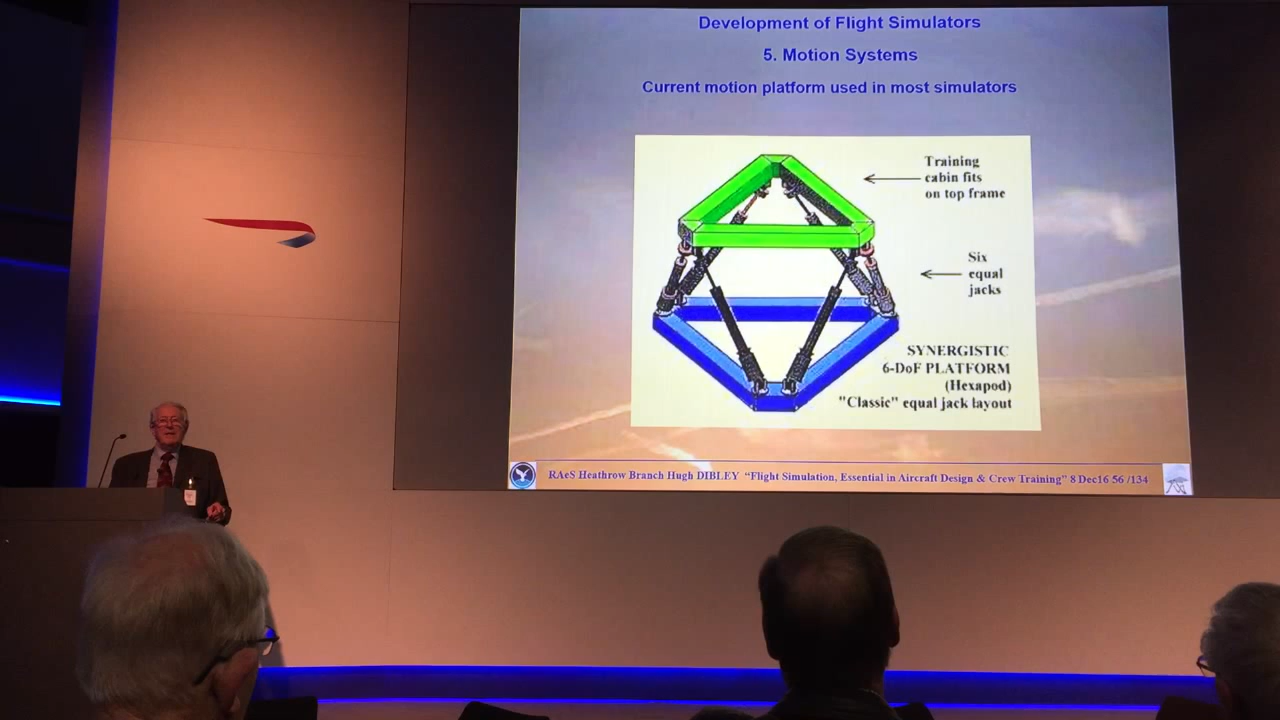 Development of Flight Simulators
5. Motion Systems
Current motion platform used in most simulators
Training
cabin fits
on top frame
Six
equal
jacks
SYNERGISTIC
6-DoF PLATFORM
(Hexapod)
"Classic" equal jack layout
RAeS Heathrow Branch Hugh DIBLEY "Flight Simulation, Essential in Aircraft Design & Crew Training" 8 Dec16 56 /134